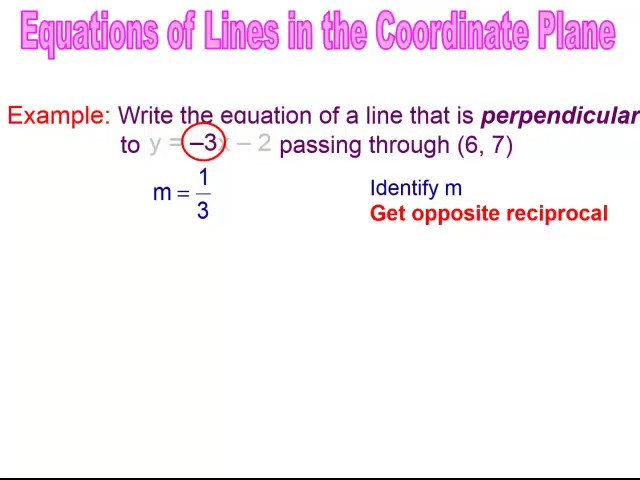 Equations of Lines in the Coordinate Plane
Example: Write the equation of a line that is perpendicular
to y = –3x – 2 passing through (6, 7)
m = 1/3
Identify m
Get opposite reciprocal